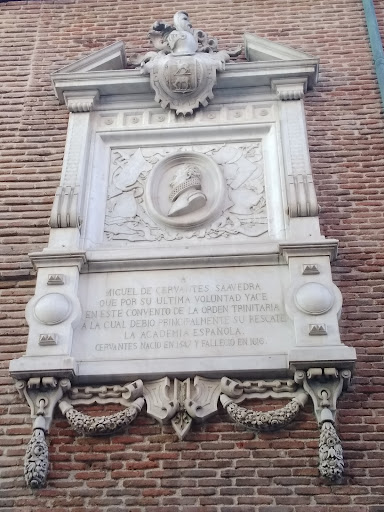 A
MIGUEL DE CERVANTES SAAVEDRA
QUE POR SU ULTIMA VOLUNTAD YACE
EN ESTE CONVENTO DE LA ORDEN TRINITARIA
A LA CUAL DEBIO PRINCIPALMENTE SU RESCATE
LA ACADEMIA ESPAÑOLA.
CERVANTES NACIO EN 1547 Y FALLECIO EN 1616.